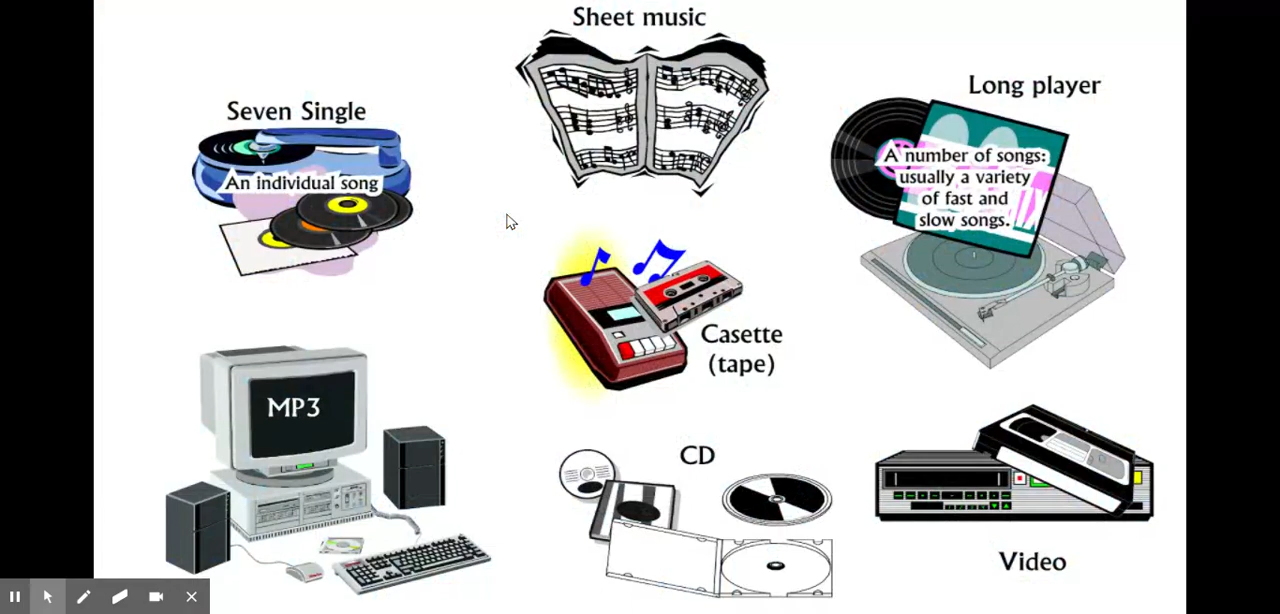 Sheet music
Long player
Seven Single
A number of songs:
usually a variety
of fast and
slow songs.
An individual song
Casette
(tape)
MP3
CD
Video